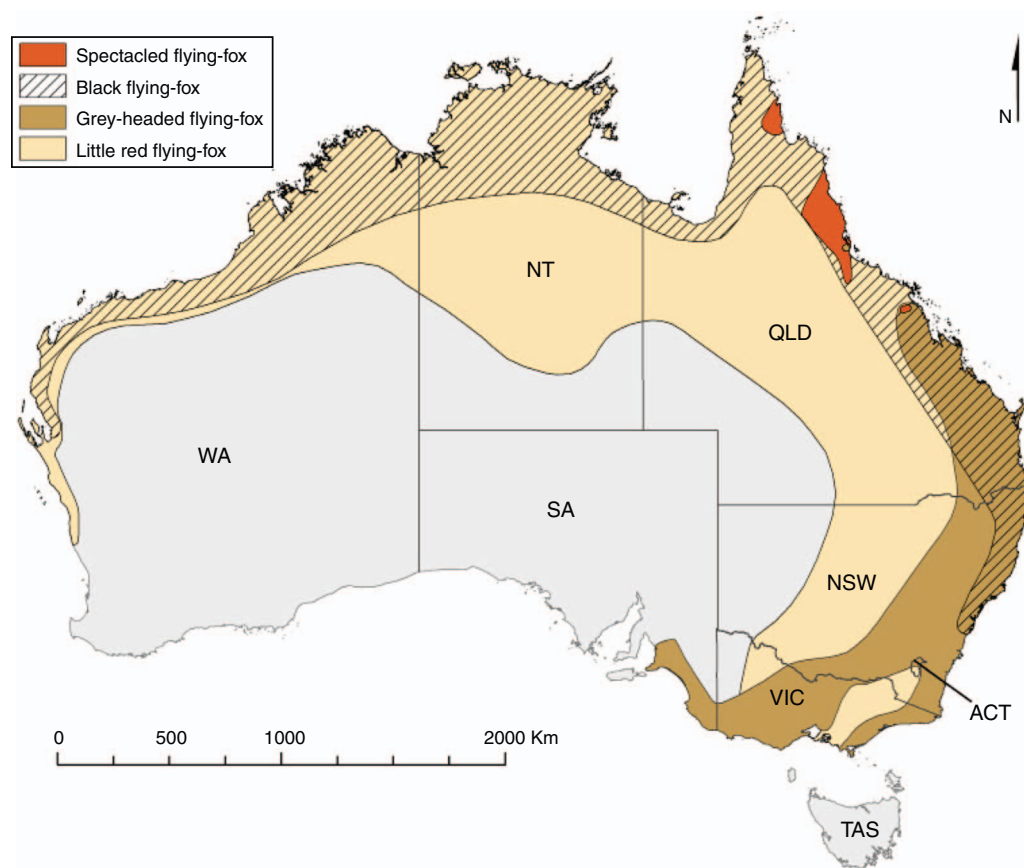 Spectacled flying-fox
Black flying-fox
Grey-headed flying-fox
Little red flying-fox
N
NT
QLD
WA
SA
NSW
VIC
ACT
0 500 1000 2000 Km
TAS